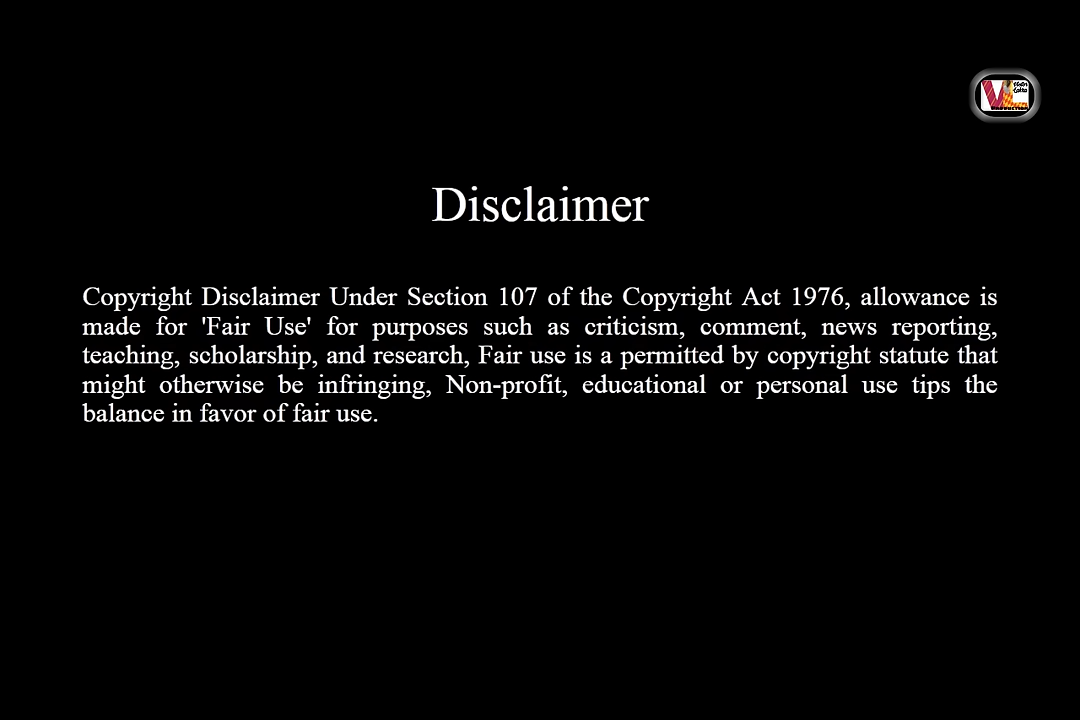 Disclaimer
Copyright Disclaimer Under Section 107 of the Copyright Act 1976, allowance is
made for 'Fair Use' for purposes such as criticism, comment, news reporting,
teaching, scholarship, and research, Fair use is a permitted by copyright statute that
might otherwise be infringing, Non-profit, educational or personal use tips the
balance in favor of fair use.